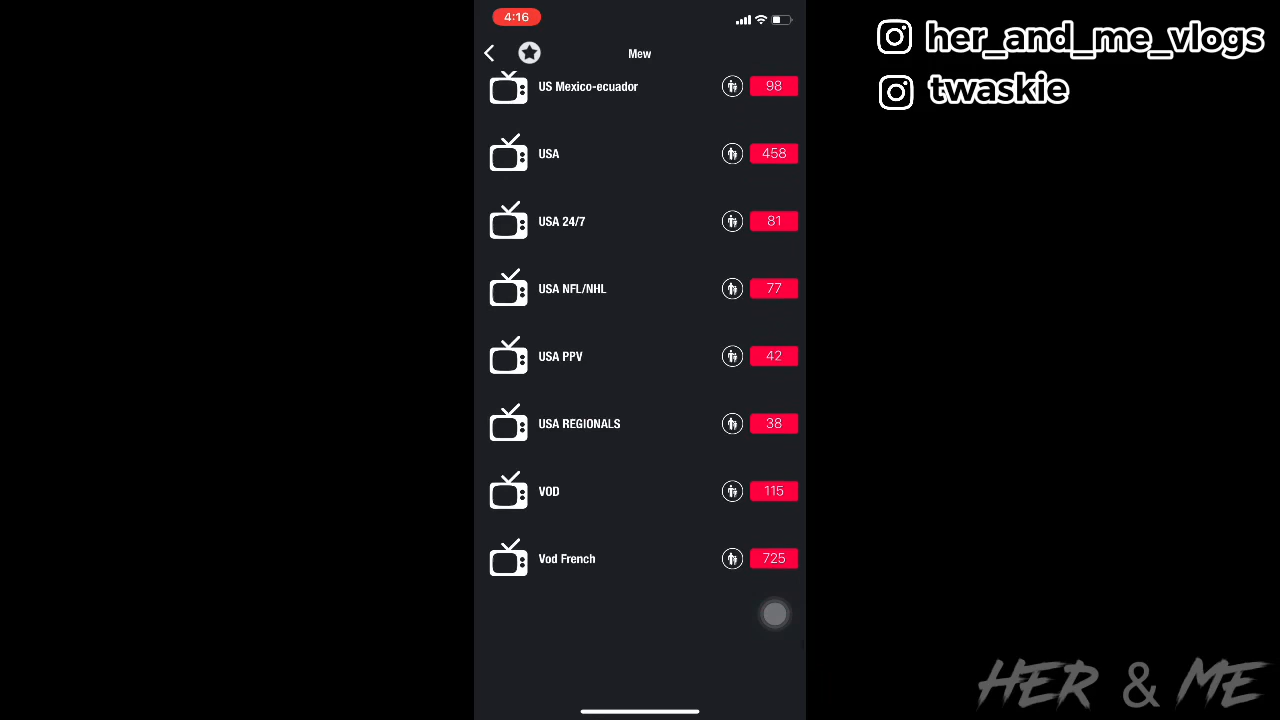 4:16
Mew
US Mexico-ecuador 98
USA 458
USA 24/7 81
USA NFL/NHL 77
USA PPV 42
USA REGIONALS 38
VOD 115
Vod French 725
her_and_me_vlogs
twaskie
HER & ME